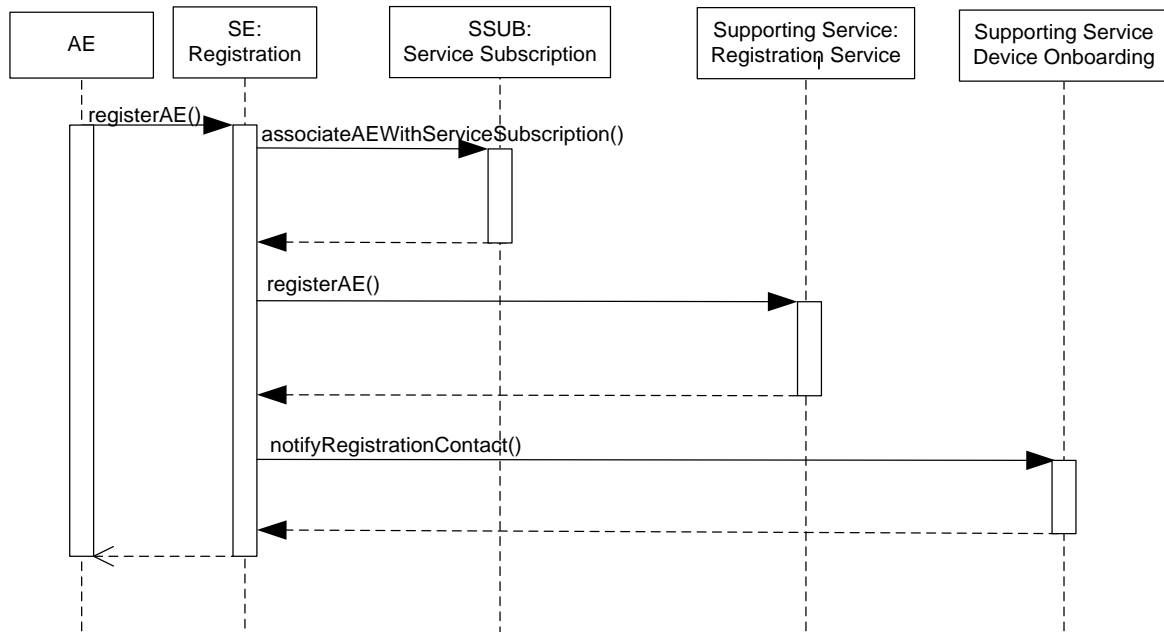 AE
SE:
Registration
SSUB:
Service Subscription
Supporting Service:
Registration Service
Supporting Service
Device Onboarding
registerAE()
associateAEWithServiceSubscription()
registerAE()
notifyRegistrationContact()